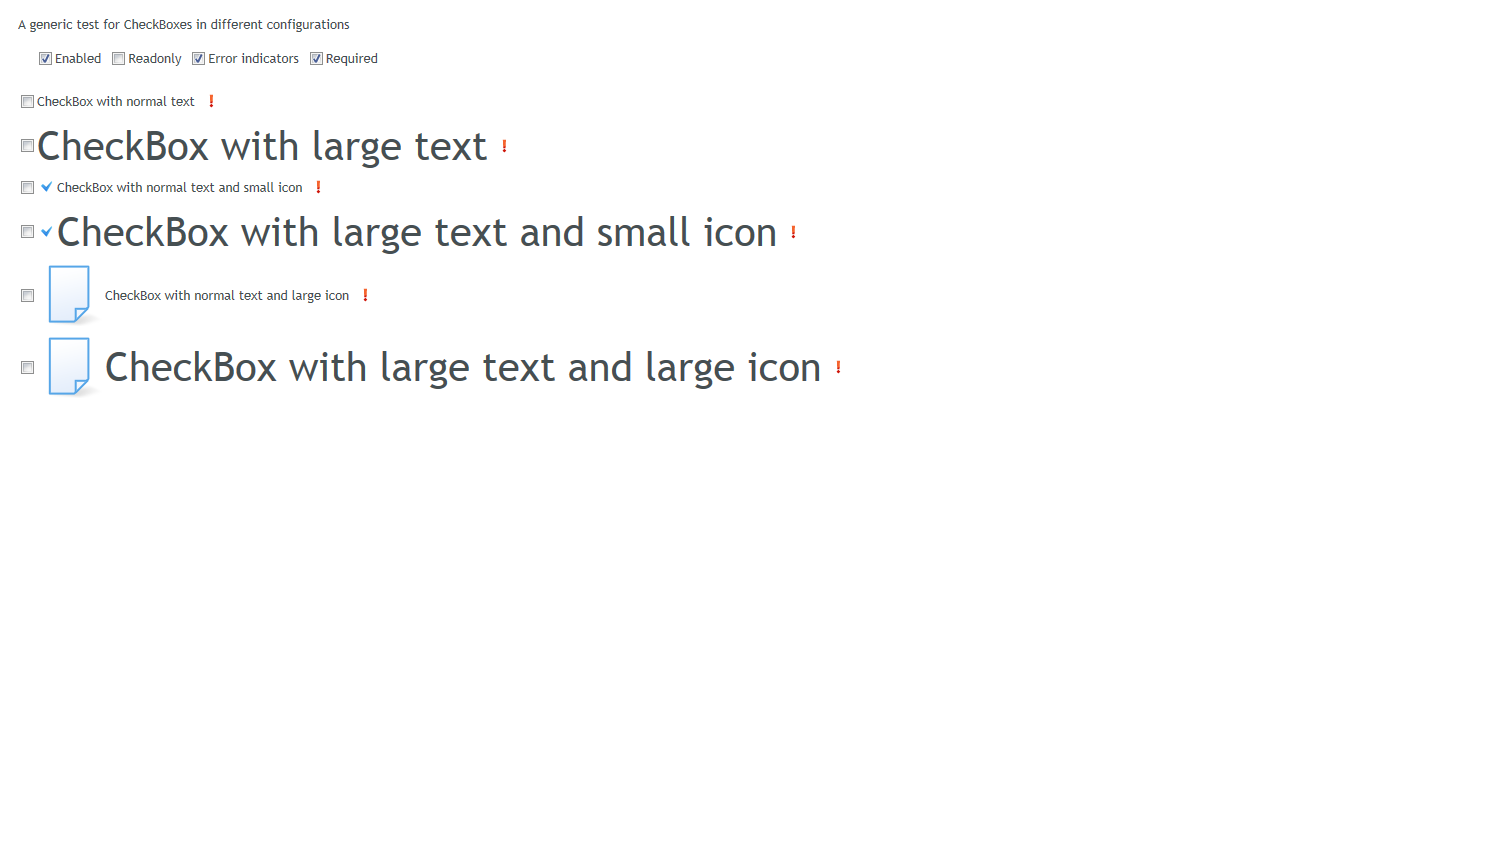 A generic test for CheckBoxes in different configurations
Enabled Readonly Error indicators Required
CheckBox with normal text
CheckBox with large text
CheckBox with normal text and small icon
CheckBox with large text and small icon
CheckBox with normal text and large icon
CheckBox with large text and large icon